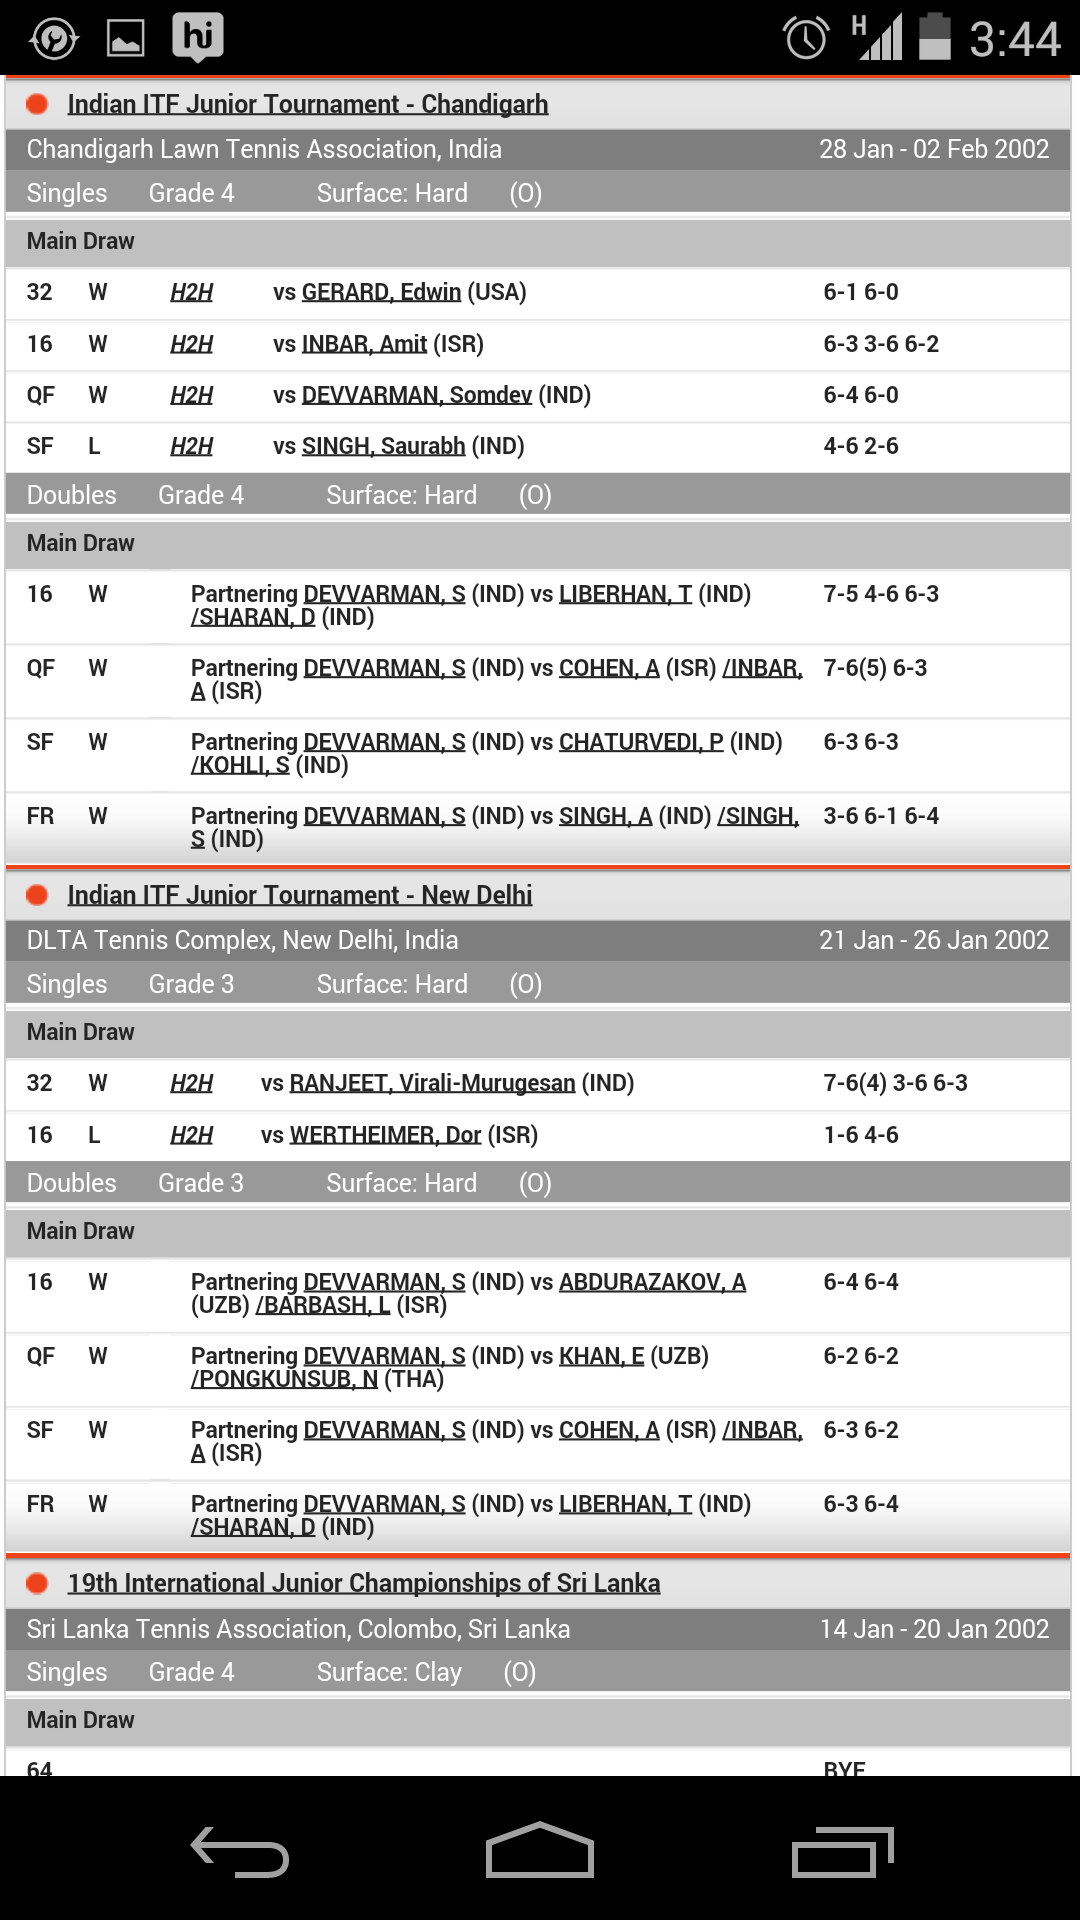 hi H 3:44
Indian ITF Junior Tournament - Chandigarh
Chandigarh Lawn Tennis Association, India 28 Jan - 02 Feb 2002
Singles Grade 4 Surface: Hard (O)
Main Draw
32 W H2H vs GERARD, Edwin (USA) 6-1 6-0
16 W H2H vs INBAR, Amit (ISR) 6-3 3-6 6-2
QF W H2H vs DEVVARMAN, Somdev (IND) 6-4 6-0
SF L H2H vs SINGH, Saurabh (IND) 4-6 2-6
Doubles Grade 4 Surface: Hard (O)
Main Draw
16 W Partnering DEVVARMAN, S (IND) vs LIBERHAN, T (IND) 7-5 4-6 6-3
/SHARAN, D (IND)
QF W Partnering DEVVARMAN, S (IND) vs COHEN, A (ISR) /INBAR, 7-6(5) 6-3
A (ISR)
SF W Partnering DEVVARMAN, S (IND) vs CHATURVEDI, P (IND) 6-3 6-3
/KOHLI, S (IND)
FR W Partnering DEVVARMAN, S (IND) vs SINGH, A (IND) /SINGH, 3-6 6-1 6-4
S (IND)
Indian ITF Junior Tournament - New Delhi
DLTA Tennis Complex, New Delhi, India 21 Jan - 26 Jan 2002
Singles Grade 3 Surface: Hard (O)
Main Draw
32 W H2H vs RANJEET, Virali-Murugesan (IND) 7-6(4) 3-6 6-3
16 L H2H vs WERTHEIMER, Dor (ISR) 1-6 4-6
Doubles Grade 3 Surface: Hard (O)
Main Draw
16 W Partnering DEVVARMAN, S (IND) vs ABDURAZAKOV, A 6-4 6-4
(UZB) /BARBASH, L (ISR)
QF W Partnering DEVVARMAN, S (IND) vs KHAN, E (UZB) 6-2 6-2
/PONGKUNSUB, N (THA)
SF W Partnering DEVVARMAN, S (IND) vs COHEN, A (ISR) /INBAR, 6-3 6-2
A (ISR)
FR W Partnering DEVVARMAN, S (IND) vs LIBERHAN, T (IND) 6-3 6-4
/SHARAN, D (IND)
19th International Junior Championships of Sri Lanka
Sri Lanka Tennis Association, Colombo, Sri Lanka 14 Jan - 20 Jan 2002
Singles Grade 4 Surface: Clay (O)
Main Draw
64 BYE